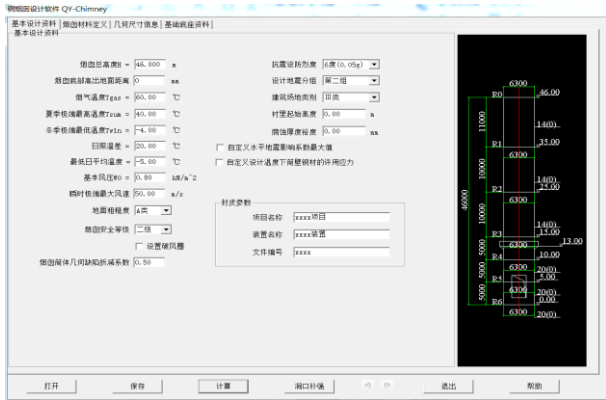 钢烟囱设计软件 QY-Chimney
基本设计资料 烟囱材料定义 几何尺寸信息 基础底座资料
基本设计资料
烟囱总高度H = 46.000 m
烟囱底部高出地面距离 0 mm
烟气温度Tgas = 60.00 ℃
夏季极端最高温度Tsum = 40.00 ℃
冬季极端最低温度Twin = -4.00 ℃
日照温差 = 20.00 ℃
最低日平均温度 = -5.00 ℃
基本风压W0 = 0.80 kN/m^2
瞬时极端最大风速 50.00 m/s
地面粗糙度 A类
烟囱安全等级 二级
设置破风圈
烟囱筒体几何缺陷折减系数 0.50
抗震设防烈度 6度(0.05g)
设计地震分组 第二组
建筑场地类别 III类
衬里起始高度 0.00 m
腐蚀厚度裕度 0.00 mm
自定义水平地震影响系数最大值
自定义设计温度下筒壁钢材的许用应力
封皮参数
项目名称 xxxx项目
装置名称 xxxx装置
文件编号 xxxx
6300
R0 46.00
11000
14(0)
35.00
R1 6300
10000
14(0)
R2 25.00
6300
46000
10000
14(0)
R3 15.00
6300 13.00
5000
R4 10.00
6300
5000
20(0)
R5 5.00
6300
5000
20(0)
R6 0.00
6300 20(0)
打开 保存 计算 洞口补强 退出 帮助